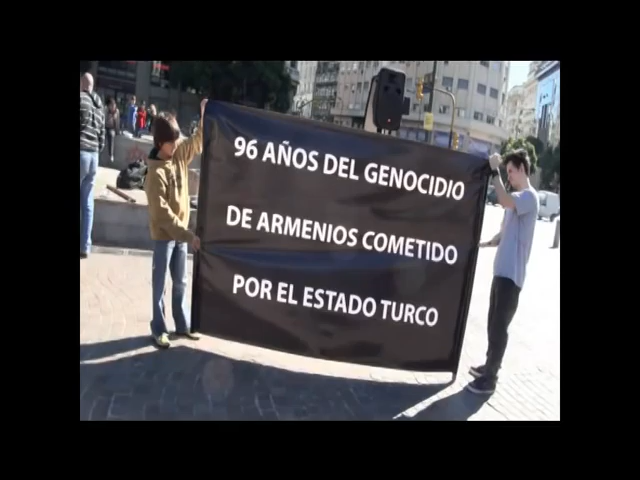 96 AÑOS DEL GENOCIDIO
DE ARMENIOS COMETIDO
POR EL ESTADO TURCO